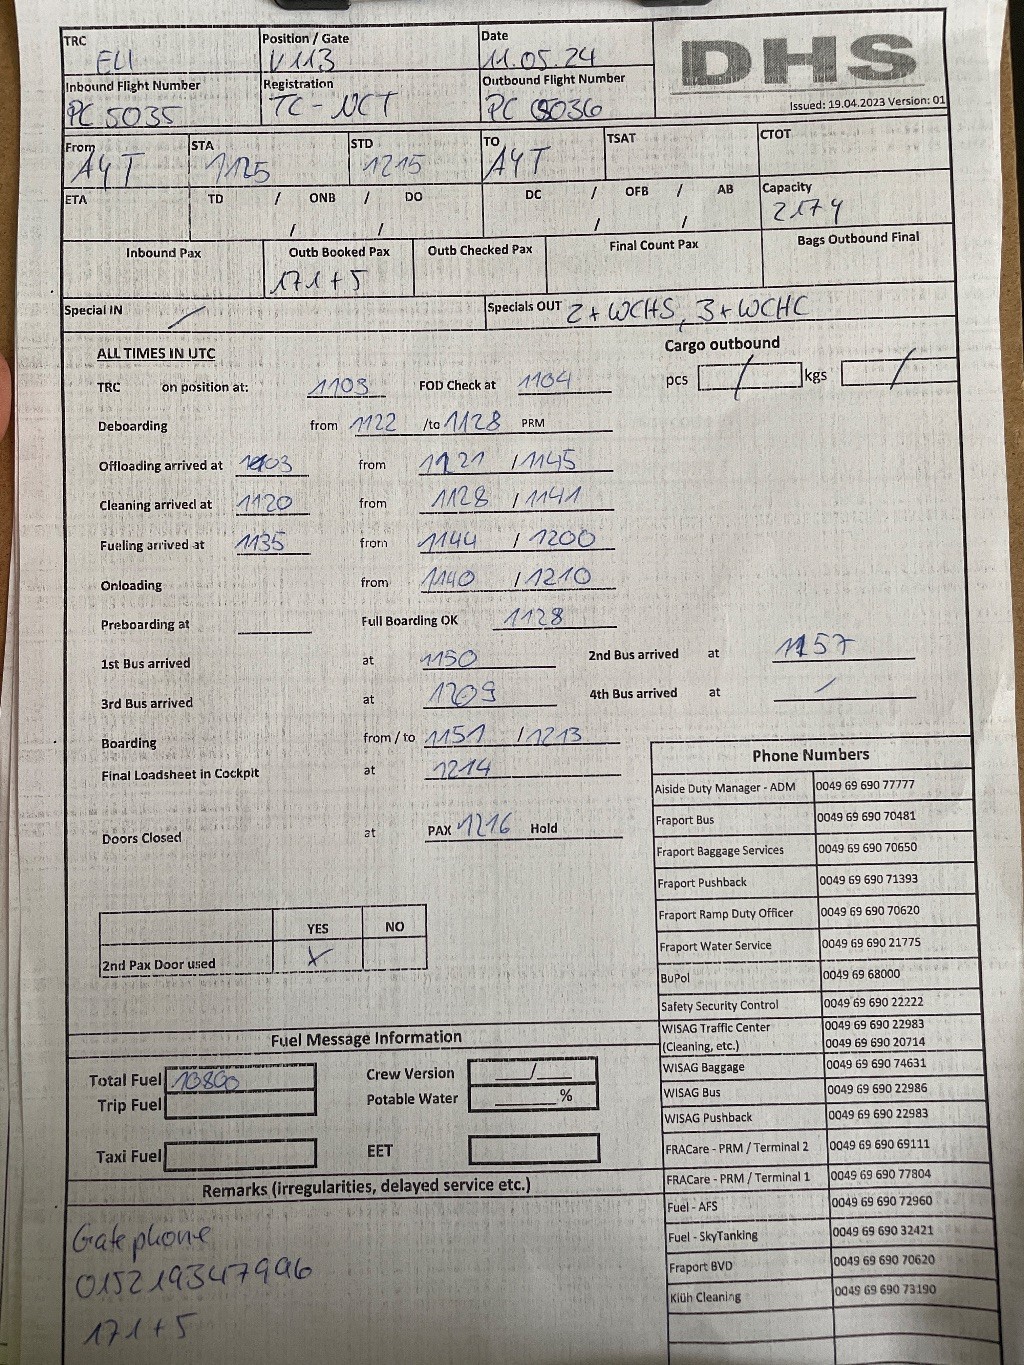 TRC Position / Gate Date
ELI V113 11.05.24 DHS
Inbound Flight Number Registration Outbound Flight Number
PC 5035 TC-NCT PC 5036 Issued: 19.04.2023 Version: 01
From STA STD TO TSAT CTOT
AYT 1125 1215 AYT
ETA TD / ONB / DO DC / OFB / AB Capacity
/ / / / 2174
Inbound Pax Outb Booked Pax Outb Checked Pax Final Count Pax Bags Outbound Final
171+5
Special IN / Specials OUT 2+WCHS, 3+WCHC
ALL TIMES IN UTC Cargo outbound
TRC on position at: 1103 FOD Check at 1104 pcs / kgs /
Deboarding from 1122 /to 1128 PRM
Offloading arrived at 1103 from 1121 / 1145
Cleaning arrived at 1120 from 1128 / 1141
Fueling arrived at 1135 from 1144 / 1200
Onloading from 1140 / 1210
Preboarding at Full Boarding OK 1128
1st Bus arrived at 1150 2nd Bus arrived at 1157
3rd Bus arrived at 1209 4th Bus arrived at /
Boarding from / to 1151 / 1213
Final Loadsheet in Cockpit at 1214
Doors Closed at PAX 1216 Hold
YES NO
2nd Pax Door used X
Phone Numbers
Aiside Duty Manager - ADM 0049 69 690 77777
Fraport Bus 0049 69 690 70481
Fraport Baggage Services 0049 69 690 70650
Fraport Pushback 0049 69 690 71393
Fraport Ramp Duty Officer 0049 69 690 70620
Fraport Water Service 0049 69 690 21775
BuPol 0049 69 68000
Safety Security Control 0049 69 690 22222
WISAG Traffic Center 0049 69 690 22983
(Cleaning, etc.) 0049 69 690 20714
WISAG Baggage 0049 69 690 74631
WISAG Bus 0049 69 690 22986
WISAG Pushback 0049 69 690 22983
FRACare - PRM / Terminal 2 0049 69 690 69111
FRACare - PRM / Terminal 1 0049 69 690 77804
Fuel - AFS 0049 69 690 72960
Fuel - SkyTanking 0049 69 690 32421
Fraport BVD 0049 69 690 70620
Klüh Cleaning 0049 69 690 73190
Fuel Message Information
Total Fuel 10800 Crew Version /
Trip Fuel Potable Water %
Taxi Fuel EET
Remarks (irregularities, delayed service etc.)
Gate phone
015219347996
171+5